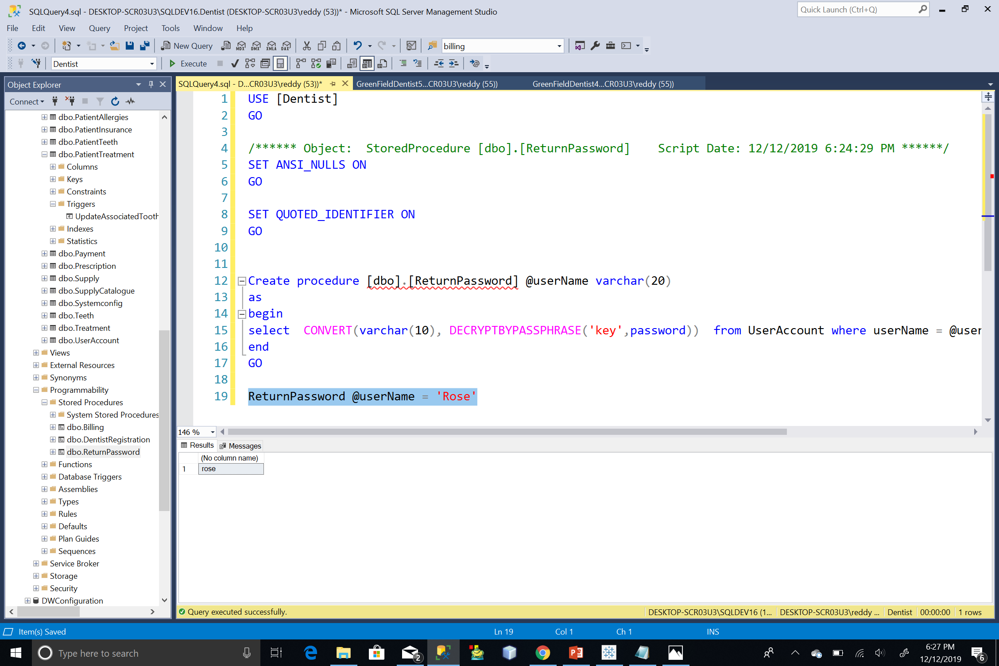 SQLQuery4.sql - DESKTOP-SCR03U3\SQLDEV16.Dentist (DESKTOP-SCR03U3\reddy (53))* - Microsoft SQL Server Management Studio
Quick Launch (Ctrl+Q)
File Edit View Query Project Tools Window Help
New Query MDX DMX XMLA DAX billing
Dentist Execute
Object Explorer
SQLQuery4.sql - D...CR03U3\reddy (53))* GreenFieldDentist5...CR03U3\reddy (55)) GreenFieldDentist4...CR03U3\reddy (55))
Connect
dbo.PatientAllergies
dbo.PatientInsurance
dbo.PatientTeeth
dbo.PatientTreatment
Columns
Keys
Constraints
Triggers
UpdateAssociatedTooth
Indexes
Statistics
dbo.Payment
dbo.Prescription
dbo.Supply
dbo.SupplyCatalogue
dbo.Systemconfig
dbo.Teeth
dbo.Treatment
dbo.UserAccount
Views
External Resources
Synonyms
Programmability
Stored Procedures
System Stored Procedures
dbo.Billing
dbo.DentistRegistration
dbo.ReturnPassword
Functions
Database Triggers
Assemblies
Types
Rules
Defaults
Plan Guides
Sequences
Service Broker
Storage
Security
DWConfiguration
1 USE [Dentist]
2 GO
3
4 /****** Object:  StoredProcedure [dbo].[ReturnPassword]    Script Date: 12/12/2019 6:24:29 PM ******/
5 SET ANSI_NULLS ON
6 GO
7
8 SET QUOTED_IDENTIFIER ON
9 GO
10
11
12 Create procedure [dbo].[ReturnPassword] @userName varchar(20)
13 as
14 begin
15 select  CONVERT(varchar(10), DECRYPTBYPASSPHRASE('key',password))  from UserAccount where userName = @user
16 end
17 GO
18
19 ReturnPassword @userName = 'Rose'
146 %
Results Messages
(No column name)
1 rose
Query executed successfully. DESKTOP-SCR03U3\SQLDEV16 (1... DESKTOP-SCR03U3\reddy ... Dentist 00:00:00 1 rows
Item(s) Saved Ln 19 Col 1 Ch 1 INS
Type here to search
2
6:27 PM
12/12/2019
6